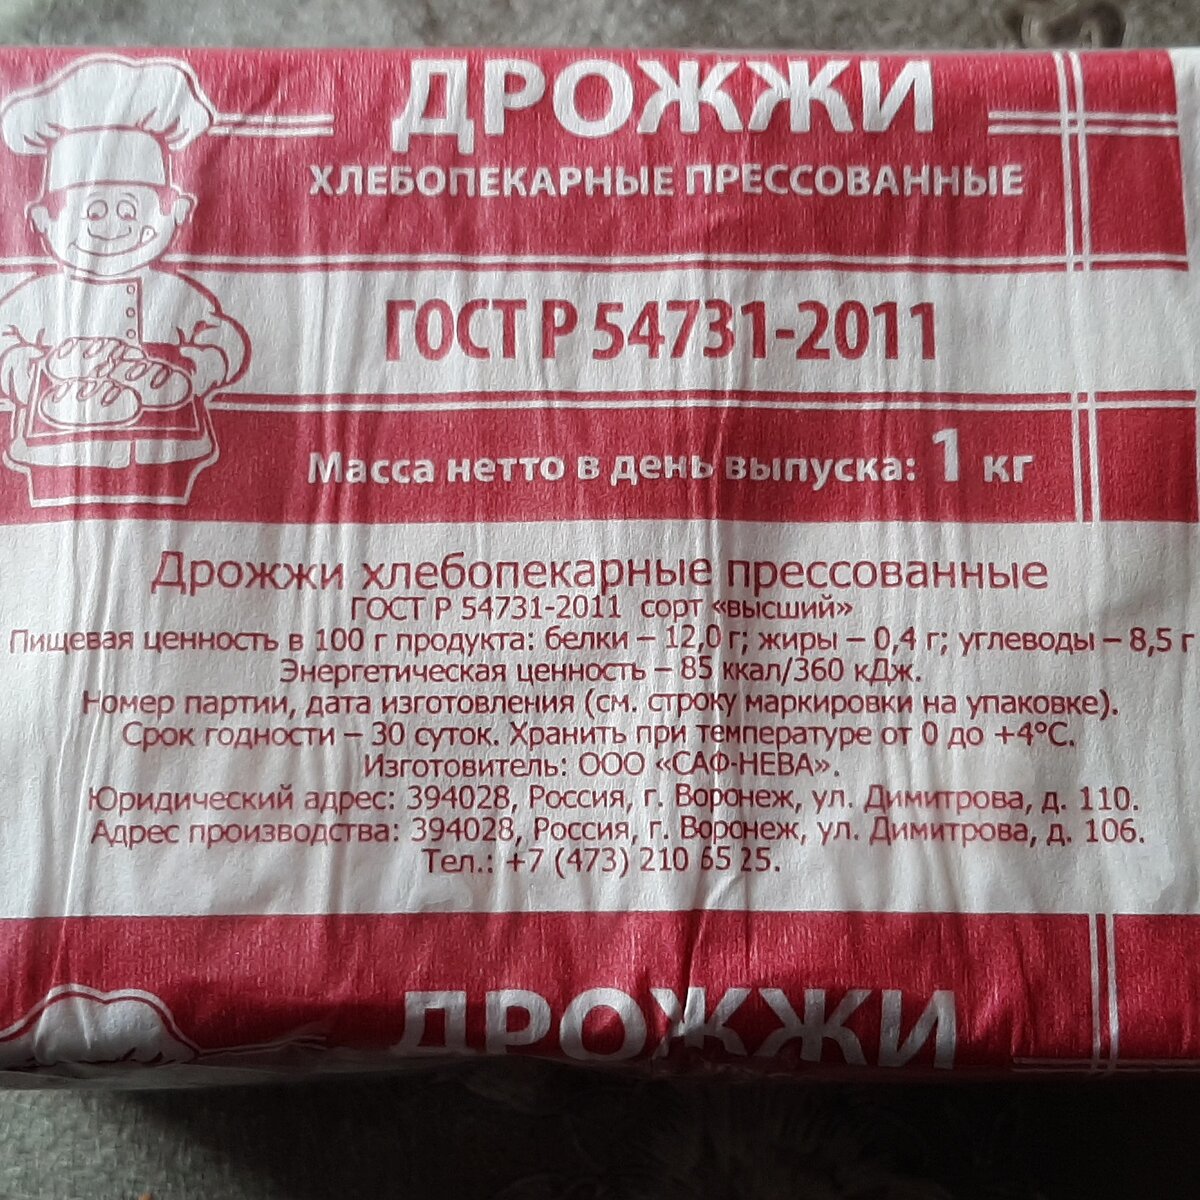 ДРОЖЖИ
ХЛЕБОПЕКАРНЫЕ ПРЕССОВАННЫЕ
ГОСТ Р 54731-2011
Масса нетто в день выпуска: 1 кг
Дрожжи хлебопекарные прессованные
ГОСТ Р 54731-2011 сорт «высший»
Пищевая ценность в 100 г продукта: белки – 12,0 г; жиры – 0,4 г; углеводы – 8,5 г
Энергетическая ценность – 85 ккал/360 кДж.
Номер партии, дата изготовления (см. строку маркировки на упаковке).
Срок годности – 30 суток. Хранить при температуре от 0 до +4°С.
Изготовитель: ООО «САФ-НЕВА».
Юридический адрес: 394028, Россия, г. Воронеж, ул. Димитрова, д. 110.
Адрес производства: 394028, Россия, г. Воронеж, ул. Димитрова, д. 106.
Тел.: +7 (473) 210 65 25.
ДРОЖЖИ